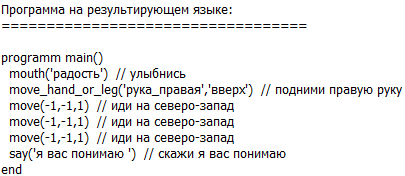 Программа на результирующем языке:
==================================
programm main()
mouth('радость') // улыбнись
move_hand_or_leg('рука_правая','вверх') // подними правую руку
move(-1,-1,1) // иди на северо-запад
move(-1,-1,1) // иди на северо-запад
move(-1,-1,1) // иди на северо-запад
say('я вас понимаю ') // скажи я вас понимаю
end